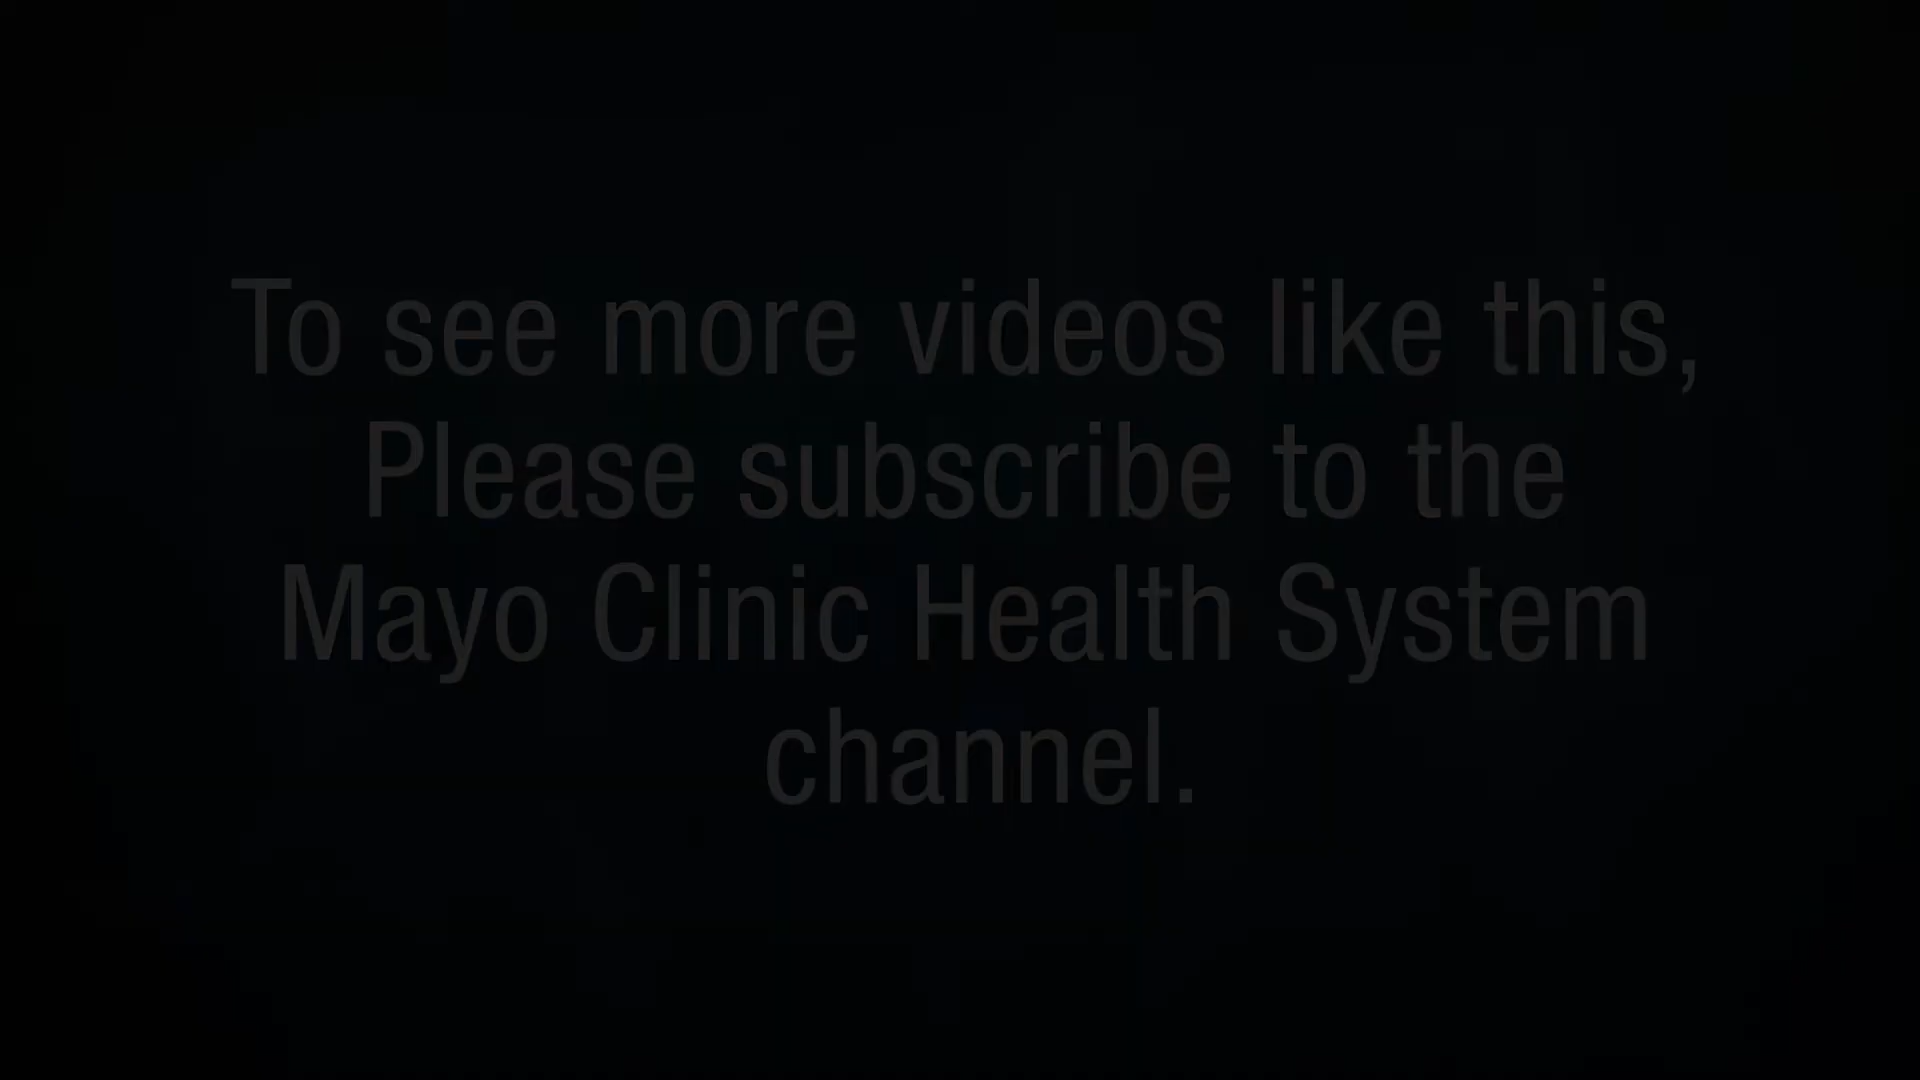 To see more videos like this,
Please subscribe to the
Mayo Clinic Health System
channel.